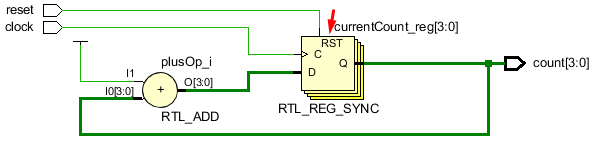 reset
clock
currentCount_reg[3:0]
RST
C
D
Q
count[3:0]
plusOp_i
I1
I0[3:0]
+
O[3:0]
RTL_ADD
RTL_REG_SYNC